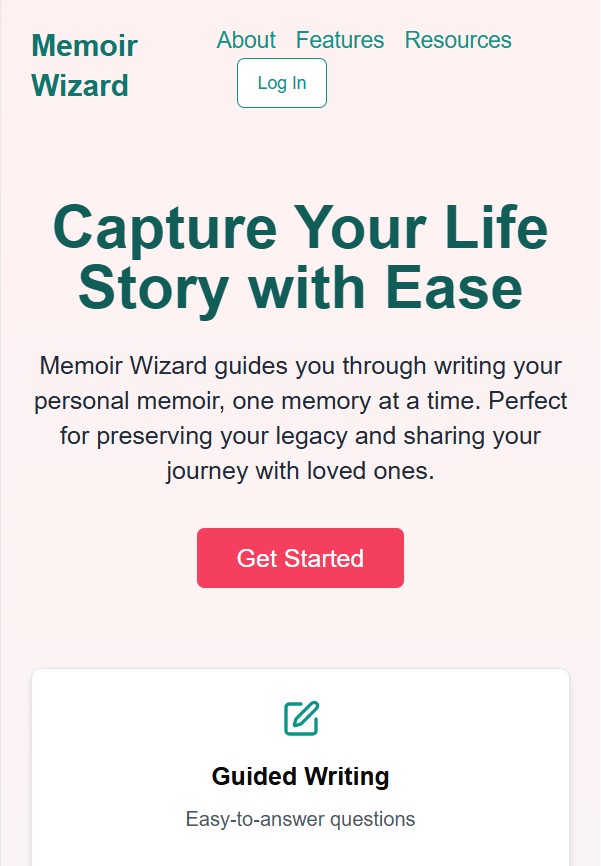 Memoir
Wizard
About Features Resources
Log In
Capture Your Life
Story with Ease
Memoir Wizard guides you through writing your
personal memoir, one memory at a time. Perfect
for preserving your legacy and sharing your
journey with loved ones.
Get Started
Guided Writing
Easy-to-answer questions